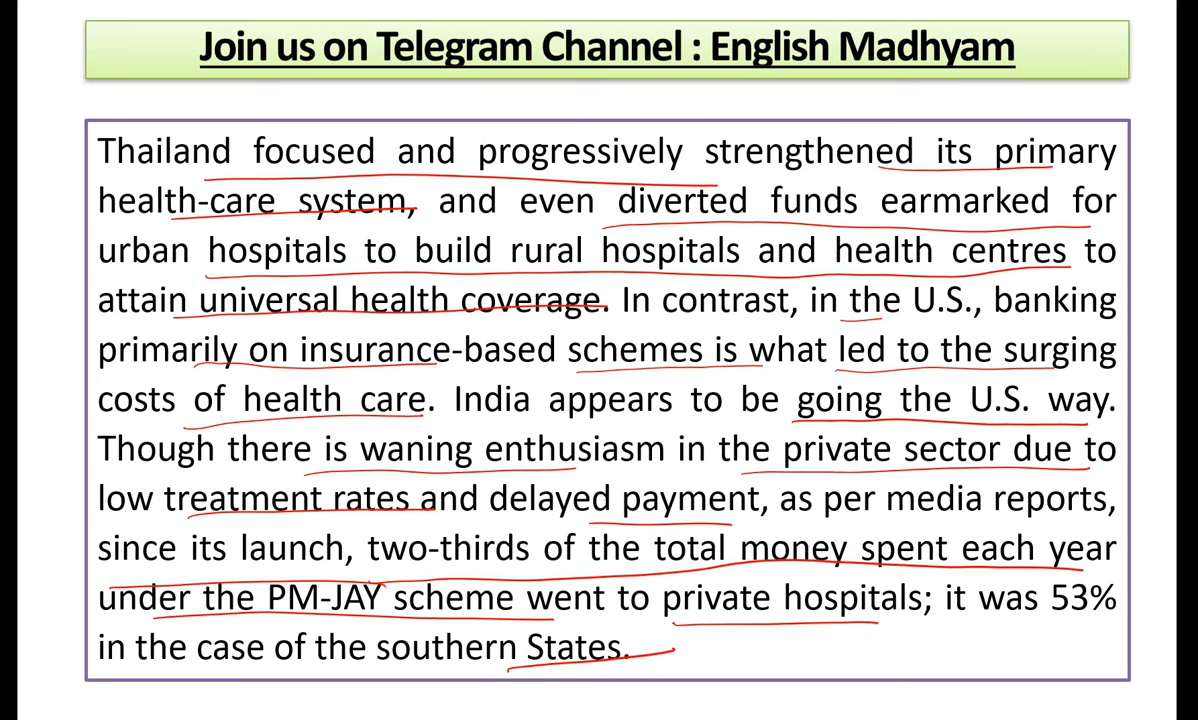 Join us on Telegram Channel : English Madhyam
Thailand focused and progressively strengthened its primary
health-care system, and even diverted funds earmarked for
urban hospitals to build rural hospitals and health centres to
attain universal health coverage. In contrast, in the U.S., banking
primarily on insurance-based schemes is what led to the surging
costs of health care. India appears to be going the U.S. way.
Though there is waning enthusiasm in the private sector due to
low treatment rates and delayed payment, as per media reports,
since its launch, two-thirds of the total money spent each year
under the PM-JAY scheme went to private hospitals; it was 53%
in the case of the southern States.